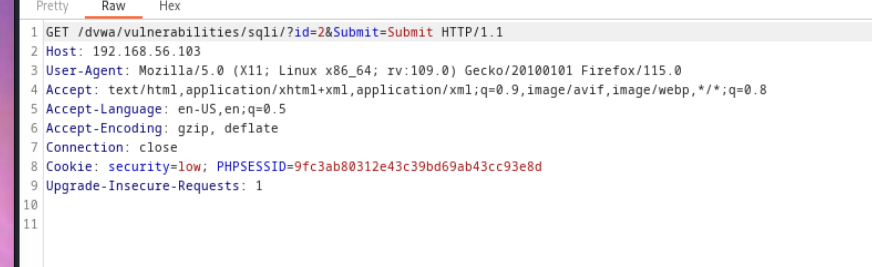 Pretty Raw Hex
1 GET /dvwa/vulnerabilities/sqli/?id=2&Submit=Submit HTTP/1.1
2 Host: 192.168.56.103
3 User-Agent: Mozilla/5.0 (X11; Linux x86_64; rv:109.0) Gecko/20100101 Firefox/115.0
4 Accept: text/html,application/xhtml+xml,application/xml;q=0.9,image/avif,image/webp,*/*;q=0.8
5 Accept-Language: en-US,en;q=0.5
6 Accept-Encoding: gzip, deflate
7 Connection: close
8 Cookie: security=low; PHPSESSID=9fc3ab80312e43c39bd69ab43cc93e8d
9 Upgrade-Insecure-Requests: 1
10
11